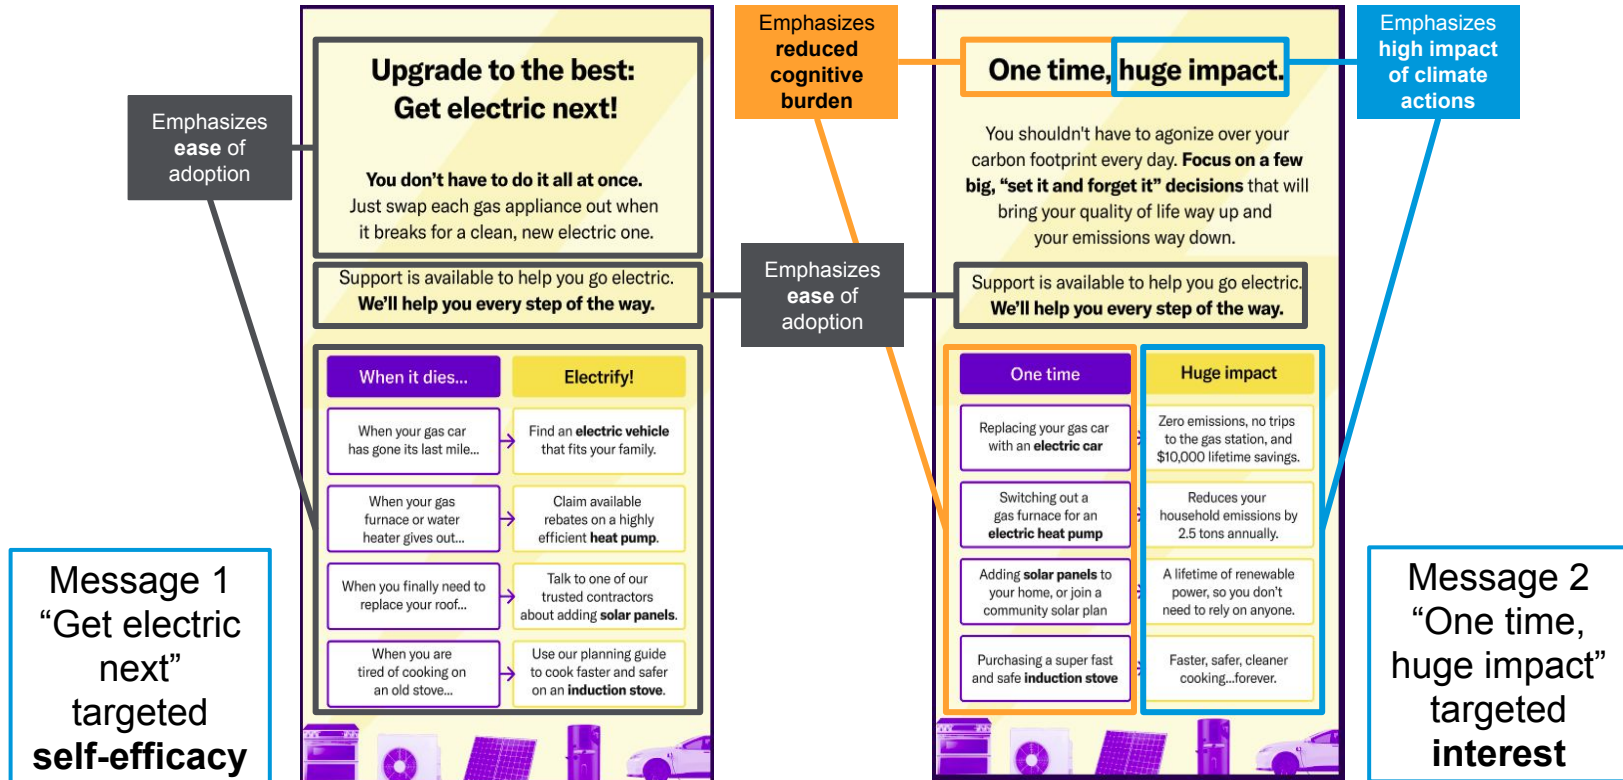 Emphasizes
ease of
adoption
Message 1
“Get electric
next”
targeted
self-efficacy
Upgrade to the best:
Get electric next!
You don’t have to do it all at once.
Just swap each gas appliance out when
it breaks for a clean, new electric one.
Support is available to help you go electric.
We’ll help you every step of the way.
When it dies...
Electrify!
When your gas car
has gone its last mile...
Find an electric vehicle
that fits your family.
When your gas
furnace or water
heater gives out...
Claim available
rebates on a highly
efficient heat pump.
When you finally need to
replace your roof...
Talk to one of our
trusted contractors
about adding solar panels.
When you are
tired of cooking on
an old stove...
Use our planning guide
to cook faster and safer
on an induction stove.
Emphasizes
reduced
cognitive
burden
Emphasizes
ease of
adoption
One time, huge impact.
You shouldn't have to agonize over your
carbon footprint every day. Focus on a few
big, “set it and forget it” decisions that will
bring your quality of life way up and
your emissions way down.
Support is available to help you go electric.
We’ll help you every step of the way.
One time
Huge impact
Replacing your gas car
with an electric car
Zero emissions, no trips
to the gas station, and
$10,000 lifetime savings.
Switching out a
gas furnace for an
electric heat pump
Reduces your
household emissions by
2.5 tons annually.
Adding solar panels to
your home, or join a
community solar plan
A lifetime of renewable
power, so you don’t
need to rely on anyone.
Purchasing a super fast
and safe induction stove
Faster, safer, cleaner
cooking...forever.
Emphasizes
high impact
of climate
actions
Message 2
“One time,
huge impact”
targeted
interest